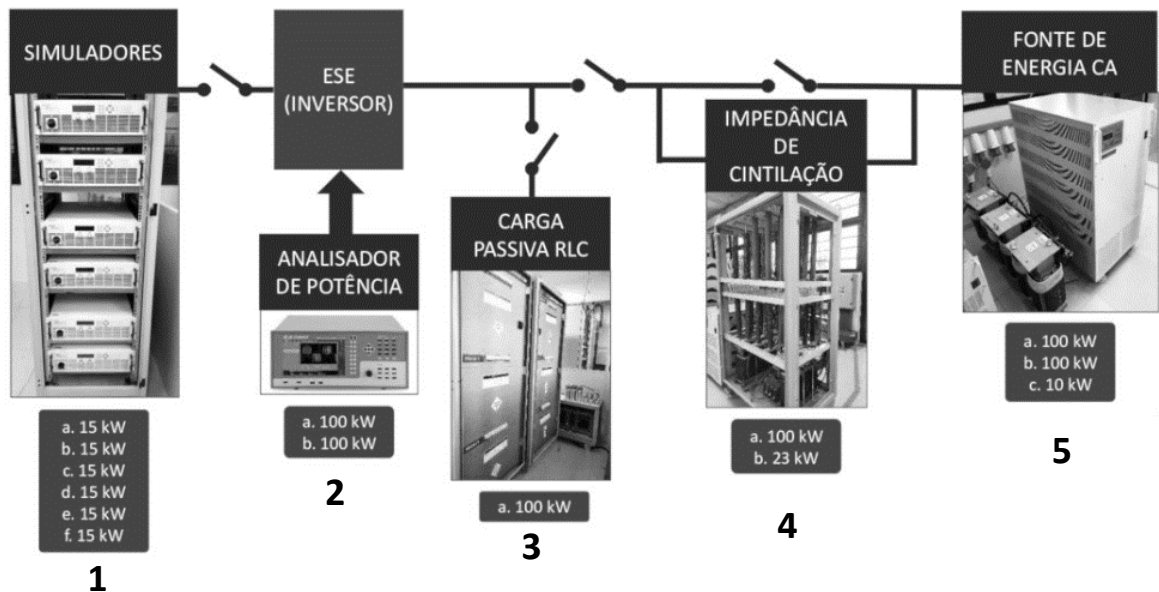 SIMULADORES
ESE
(INVERSOR)
FONTE DE
ENERGIA CA
IMPEDÂNCIA
DE
CINTILAÇÃO
CARGA
PASSIVA RLC
ANALISADOR
DE POTÊNCIA
a. 15 kW
b. 15 kW
c. 15 kW
d. 15 kW
e. 15 kW
f. 15 kW
1
a. 100 kW
b. 100 kW
2
a. 100 kW
3
a. 100 kW
b. 23 kW
4
a. 100 kW
b. 100 kW
c. 10 kW
5